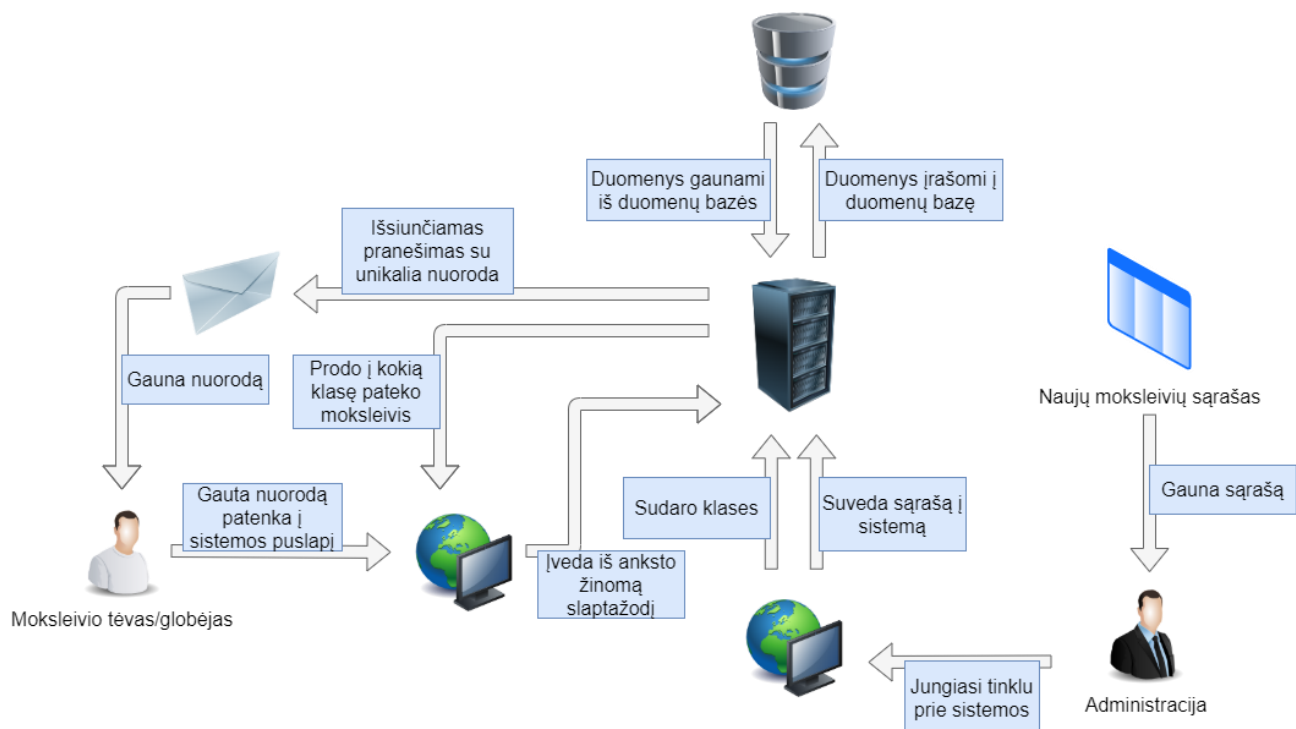 Duomenys gaunami
iš duomenų bazės
Duomenys įrašomi į
duomenų bazę
Išsiunčiamas
pranešimas su
unikalia nuoroda
Gauna nuorodą
Prodo į kokią
klasę pateko
moksleivis
Naujų moksleivių sąrašas
Gauna sąrašą
Gauta nuorodą
patenka į
sistemos puslapį
Sudaro klases
Suveda sąrašą į
sistemą
Įveda iš anksto
žinomą
slaptažodį
Moksleivio tėvas/globėjas
Jungiasi tinklu
prie sistemos
Administracija